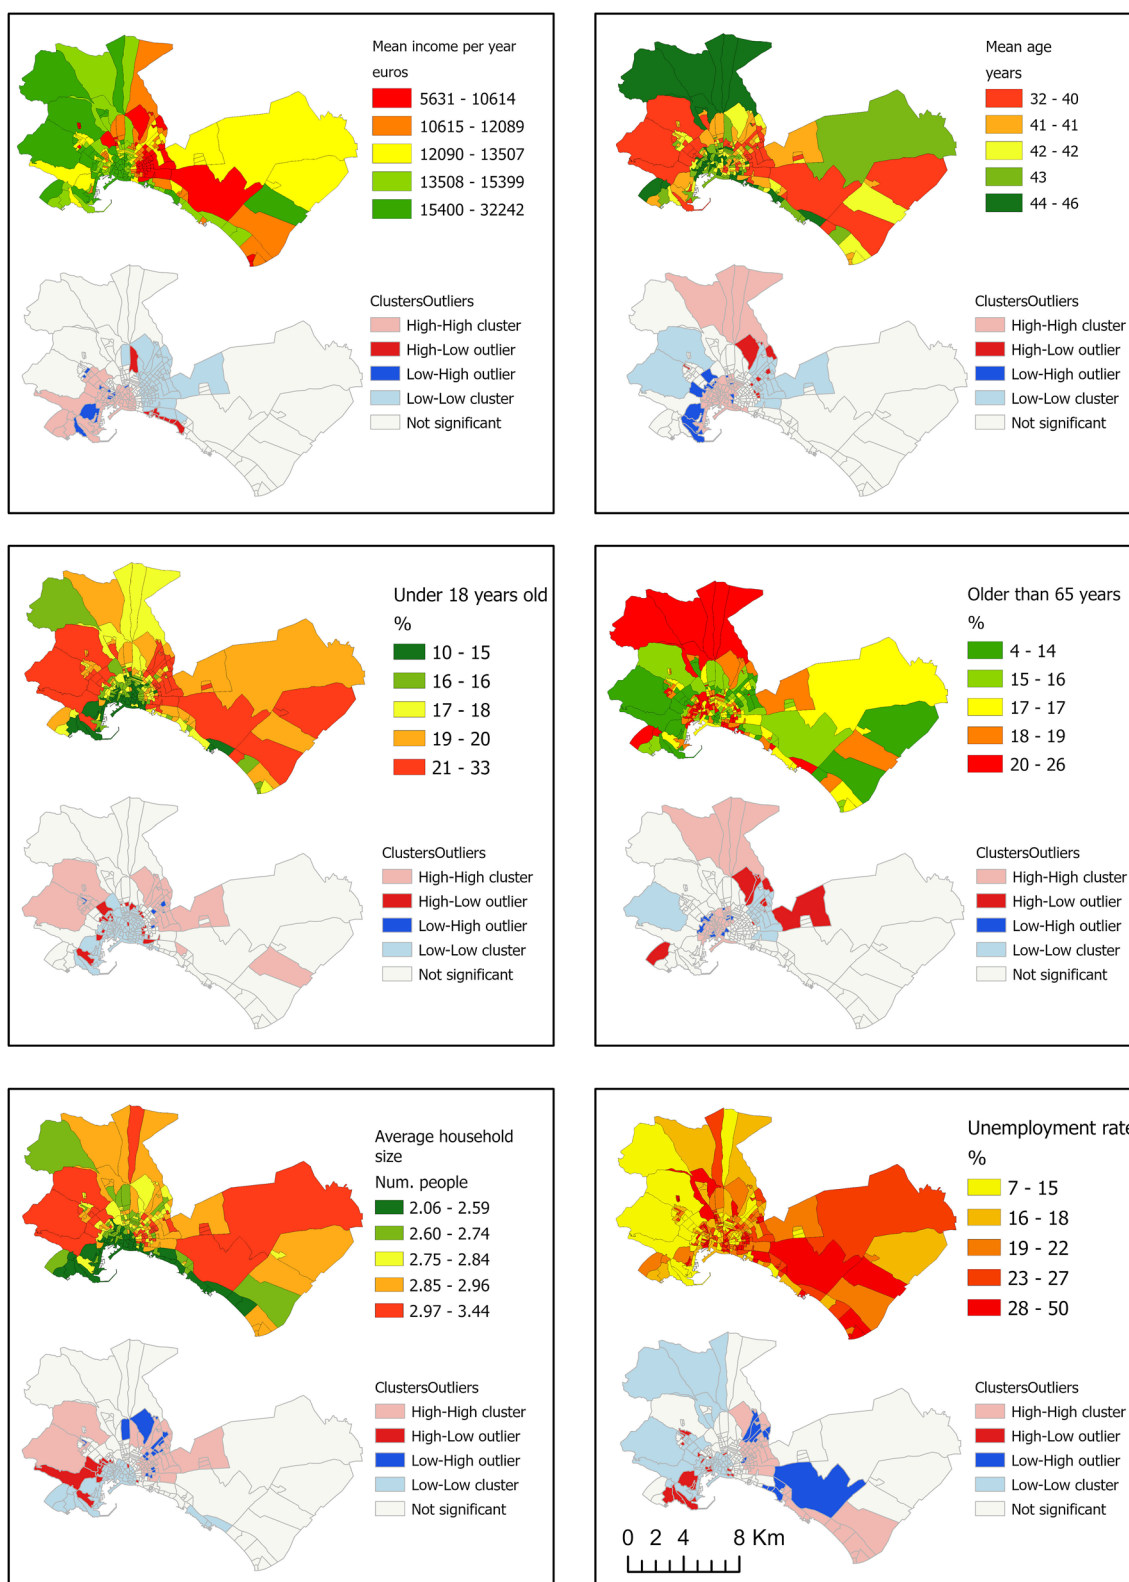 Mean income per year
euros
5631 - 10614
10615 - 12089
12090 - 13507
13508 - 15399
15400 - 32242
ClustersOutliers
High-High cluster
High-Low outlier
Low-High outlier
Low-Low cluster
Not significant
Mean age
years
32 - 40
41 - 41
42 - 42
43
44 - 46
ClustersOutliers
High-High cluster
High-Low outlier
Low-High outlier
Low-Low cluster
Not significant
Under 18 years old
%
10 - 15
16 - 16
17 - 18
19 - 20
21 - 33
ClustersOutliers
High-High cluster
High-Low outlier
Low-High outlier
Low-Low cluster
Not significant
Older than 65 years
%
4 - 14
15 - 16
17 - 17
18 - 19
20 - 26
ClustersOutliers
High-High cluster
High-Low outlier
Low-High outlier
Low-Low cluster
Not significant
Average household
size
Num. people
2.06 - 2.59
2.60 - 2.74
2.75 - 2.84
2.85 - 2.96
2.97 - 3.44
ClustersOutliers
High-High cluster
High-Low outlier
Low-High outlier
Low-Low cluster
Not significant
Unemployment rate
%
7 - 15
16 - 18
19 - 22
23 - 27
28 - 50
ClustersOutliers
High-High cluster
High-Low outlier
Low-High outlier
Low-Low cluster
Not significant
0 2 4 8 Km